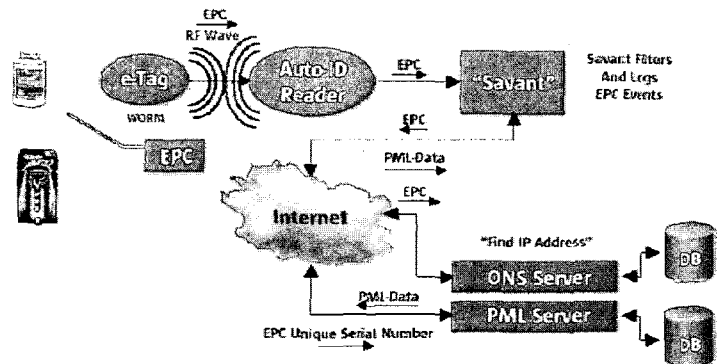 EPC
RF Wave
e-Tag
WORM
EPC
Auto-ID
Reader
EPC
"Savant"
Savant Filters
And Logs
EPC Events
EPC
PML-Data
EPC
Internet
"Find IP Address"
ONS Server
DB
PML-Data
PML Server
DB
EPC Unique Serial Number